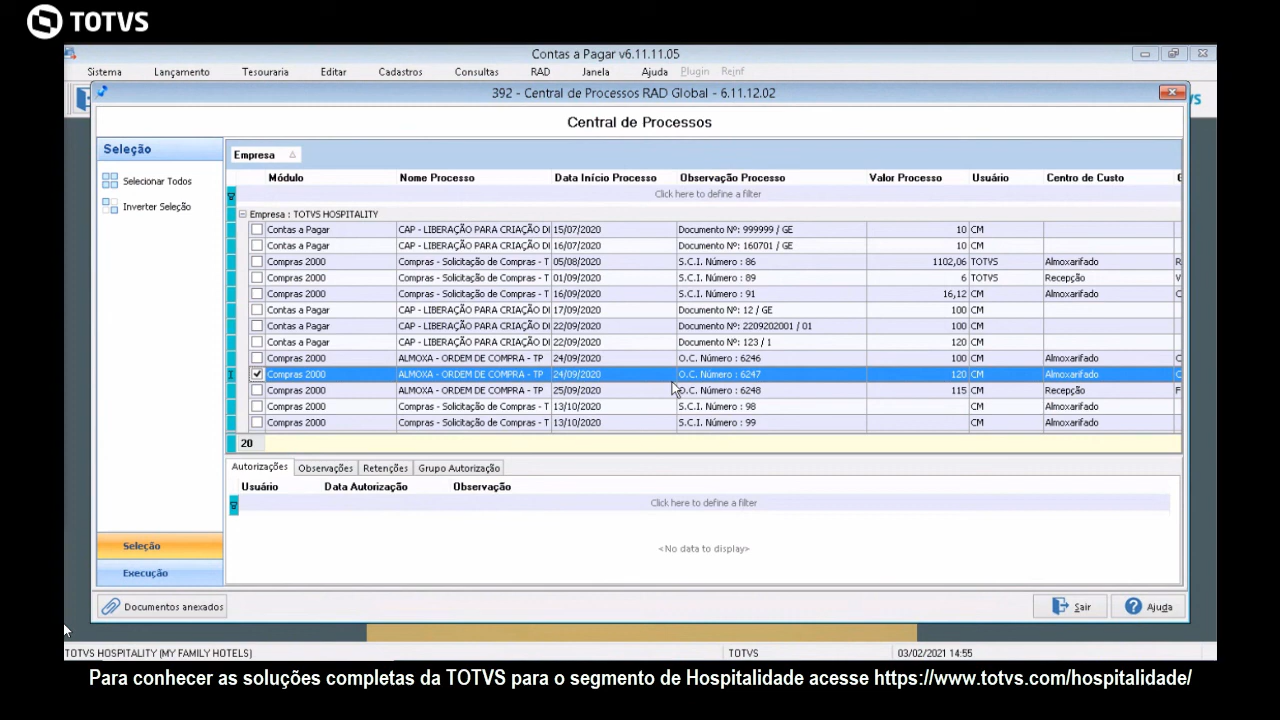 TOTVS
Contas a Pagar v6.11.11.05
Sistema Lançamento Tesouraria Editar Cadastros Consultas RAD Janela Ajuda Plugin Reinf
392 - Central de Processos RAD Global - 6.11.12.02
Central de Processos
Seleção
Selecionar Todos
Inverter Seleção
Empresa
Módulo Nome Processo Data Início Processo Observação Processo Valor Processo Usuário Centro de Custo
Click here to define a filter
Empresa : TOTVS HOSPITALITY
Contas a Pagar CAP - LIBERAÇÃO PARA CRIAÇÃO DI 15/07/2020 Documento Nº: 999999 / GE 10 CM
Contas a Pagar CAP - LIBERAÇÃO PARA CRIAÇÃO DI 16/07/2020 Documento Nº: 160701 / GE 10 CM
Compras 2000 Compras - Solicitação de Compras - T 05/08/2020 S.C.I. Número : 86 1102,06 TOTVS Almoxarifado R
Compras 2000 Compras - Solicitação de Compras - T 01/09/2020 S.C.I. Número : 89 6 TOTVS Recepção V
Compras 2000 Compras - Solicitação de Compras - T 16/09/2020 S.C.I. Número : 91 16,12 CM Almoxarifado C
Contas a Pagar CAP - LIBERAÇÃO PARA CRIAÇÃO DI 17/09/2020 Documento Nº: 12 / GE 100 CM
Contas a Pagar CAP - LIBERAÇÃO PARA CRIAÇÃO DI 22/09/2020 Documento Nº: 2209202001 / 01 100 CM
Contas a Pagar CAP - LIBERAÇÃO PARA CRIAÇÃO DI 22/09/2020 Documento Nº: 123 / 1 120 CM
Compras 2000 ALMOXA - ORDEM DE COMPRA - TP 24/09/2020 O.C. Número : 6246 100 CM Almoxarifado C
Compras 2000 ALMOXA - ORDEM DE COMPRA - TP 24/09/2020 O.C. Número : 6247 120 CM Almoxarifado C
Compras 2000 ALMOXA - ORDEM DE COMPRA - TP 25/09/2020 O.C. Número : 6248 115 CM Recepção F
Compras 2000 Compras - Solicitação de Compras - T 13/10/2020 S.C.I. Número : 98 CM Almoxarifado
Compras 2000 Compras - Solicitação de Compras - T 13/10/2020 S.C.I. Número : 99 CM Almoxarifado
20
Autorizações Observações Retenções Grupo Autorização
Usuário Data Autorização Observação
Click here to define a filter
<No data to display>
Seleção
Execução
Documentos anexados
Sair
Ajuda
TOTVS HOSPITALITY (MY FAMILY HOTELS) TOTVS 03/02/2021 14:55
Para conhecer as soluções completas da TOTVS para o segmento de Hospitalidade acesse https://www.totvs.com/hospitalidade/